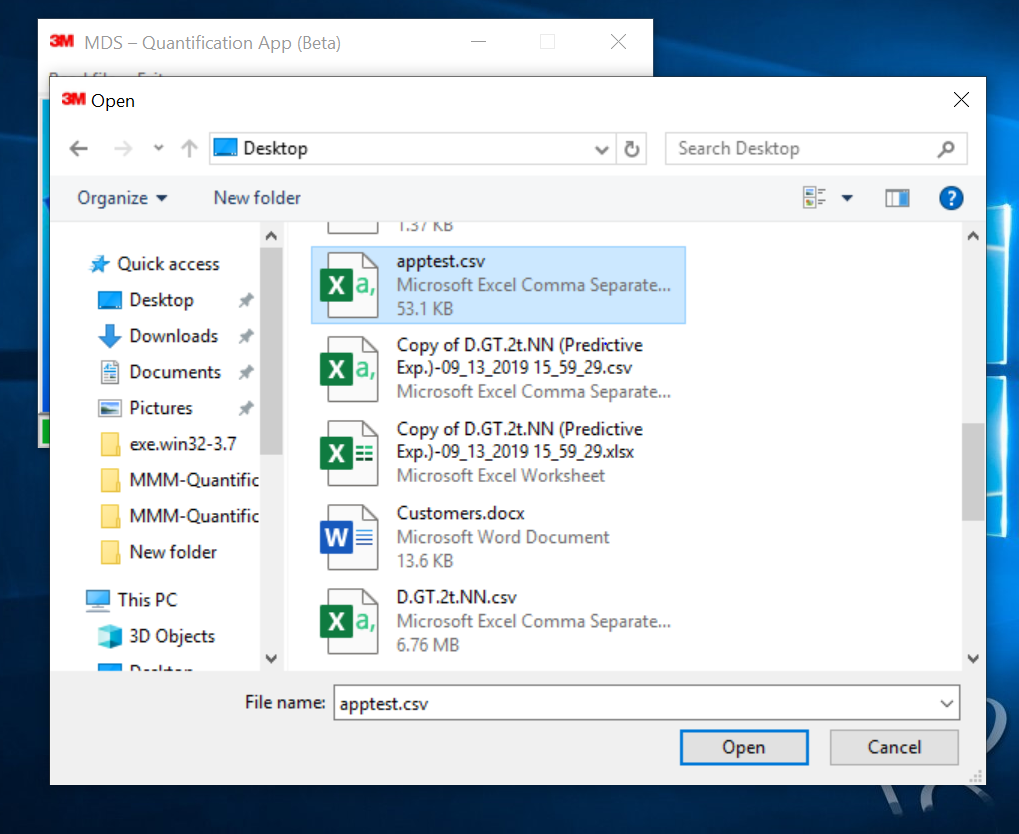 3M MDS – Quantification App (Beta)
3M Open
Desktop
Search Desktop
Organize
New folder
?
1.37 KB
Quick access
Desktop
Downloads
Documents
Pictures
exe.win32-3.7
MMM-Quantific
MMM-Quantific
New folder
This PC
3D Objects
Desktop
X a,
apptest.csv
Microsoft Excel Comma Separate...
53.1 KB
X a,
Copy of D.GT.2t.NN (Predictive
Exp.)-09_13_2019 15_59_29.csv
Microsoft Excel Comma Separate...
X
Copy of D.GT.2t.NN (Predictive
Exp.)-09_13_2019 15_59_29.xlsx
Microsoft Excel Worksheet
W
Customers.docx
Microsoft Word Document
13.6 KB
X a,
D.GT.2t.NN.csv
Microsoft Excel Comma Separate...
6.76 MB
File name: apptest.csv
Open
Cancel